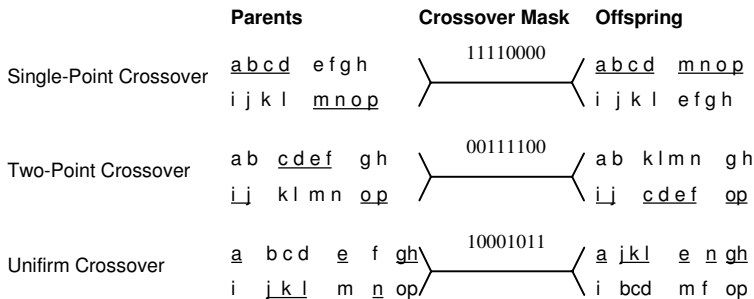 Parents Crossover Mask Offspring
11110000
a b c d e f g h a b c d m n o p
Single-Point Crossover
i j k l m n o p i j k l e f g h
00111100
a b c d e f g h a b k l m n g h
Two-Point Crossover
i j k l m n o p i j c d e f op
10001011
a b c d e f gh a j k l e n gh
Unifirm Crossover
i j k l m n op i bcd m f op